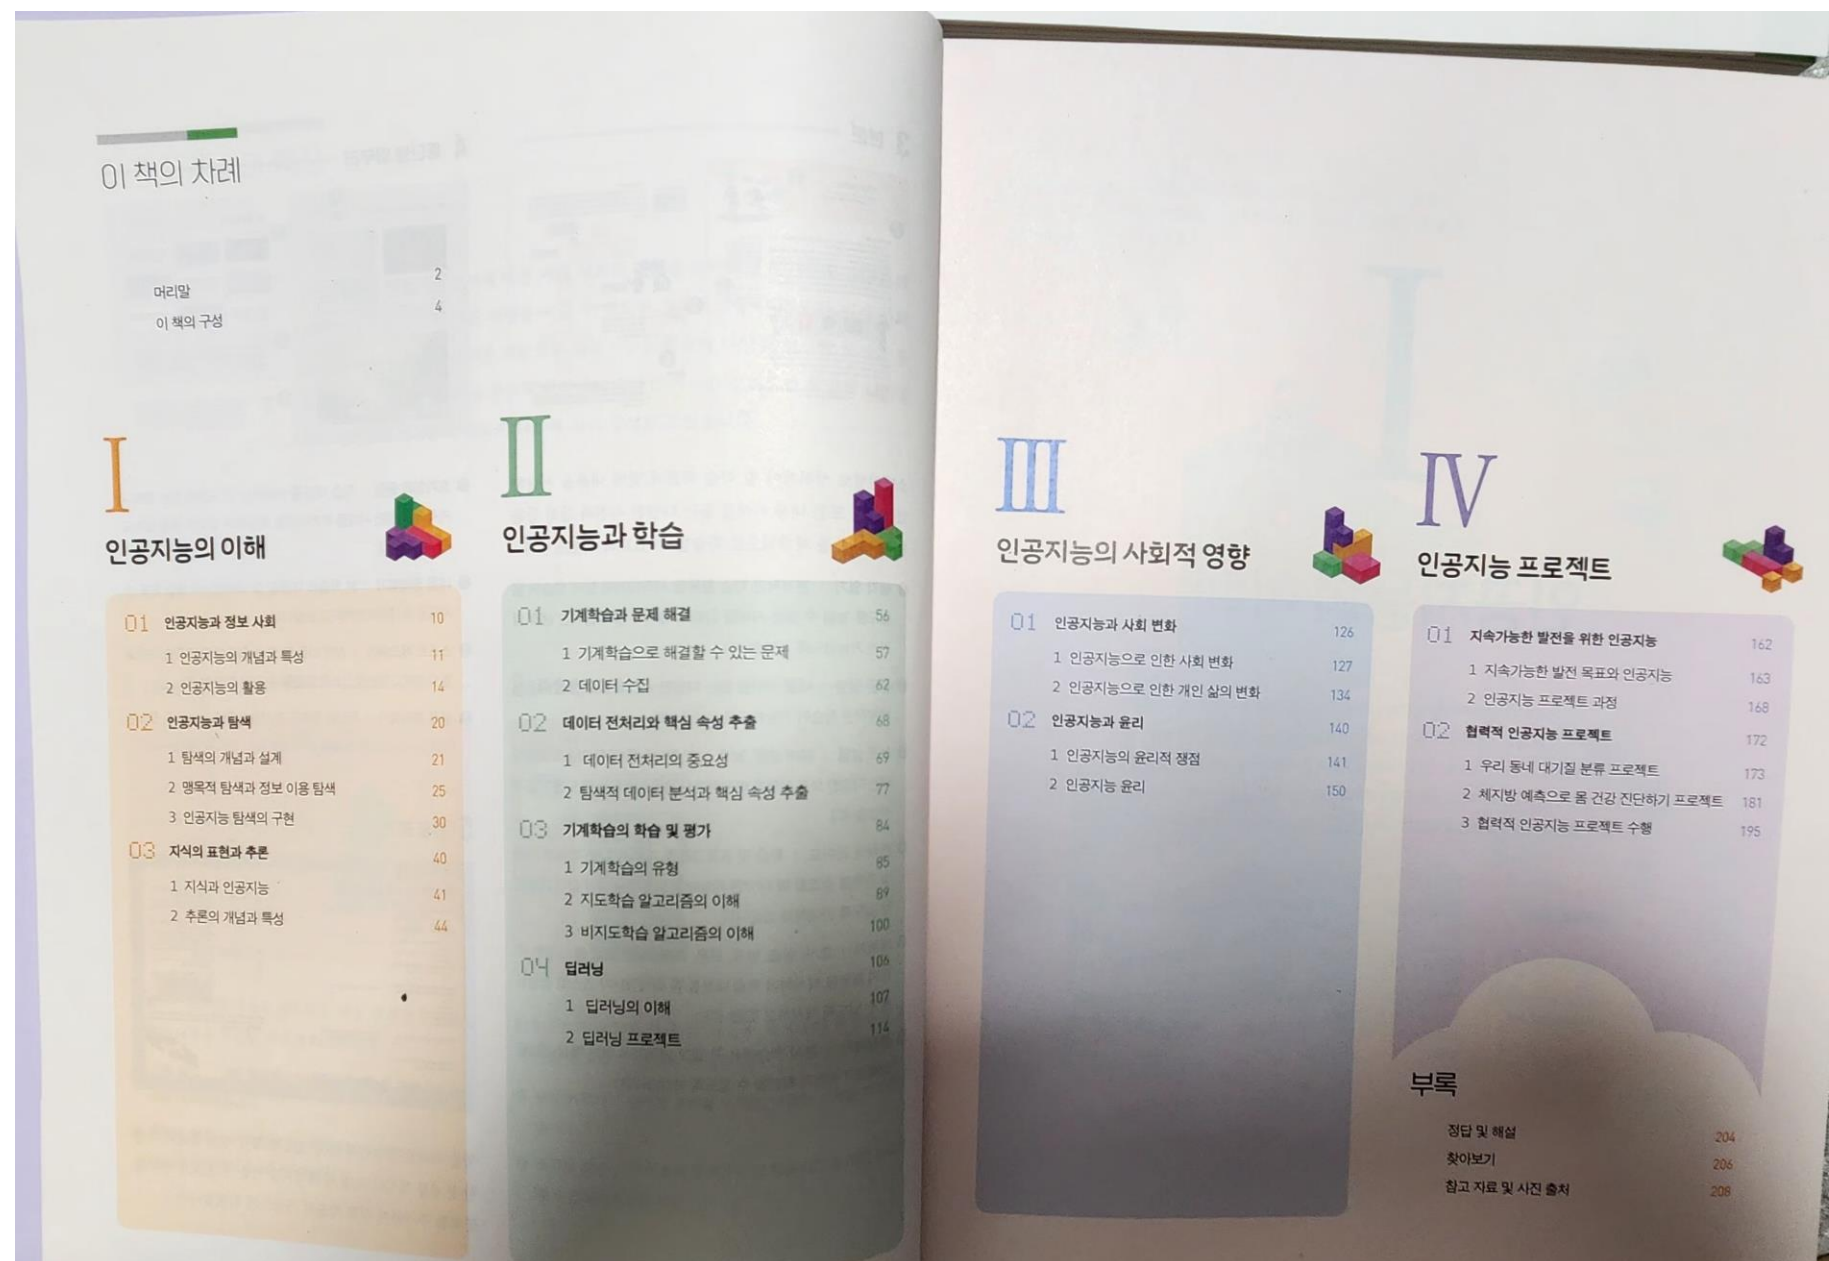 이 책의 차례
머리말 2
이 책의 구성 4
I
인공지능의 이해
01 인공지능과 정보 사회 10
1 인공지능의 개념과 특성 11
2 인공지능의 활용 14
02 인공지능과 탐색 20
1 탐색의 개념과 설계 21
2 맹목적 탐색과 정보 이용 탐색 25
3 인공지능 탐색의 구현 30
03 지식의 표현과 추론 40
1 지식과 인공지능 41
2 추론의 개념과 특성 44
II
인공지능과 학습
01 기계학습과 문제 해결 56
1 기계학습으로 해결할 수 있는 문제 57
2 데이터 수집 62
02 데이터 전처리와 핵심 속성 추출 68
1 데이터 전처리의 중요성 69
2 탐색적 데이터 분석과 핵심 속성 추출 77
03 기계학습의 학습 및 평가 84
1 기계학습의 유형 85
2 지도학습 알고리즘의 이해 89
3 비지도학습 알고리즘의 이해 100
04 딥러닝 106
1 딥러닝의 이해 107
2 딥러닝 프로젝트 114
III
인공지능의 사회적 영향
01 인공지능과 사회 변화 126
1 인공지능으로 인한 사회 변화 127
2 인공지능으로 인한 개인 삶의 변화 134
02 인공지능과 윤리 140
1 인공지능의 윤리적 쟁점 141
2 인공지능 윤리 150
IV
인공지능 프로젝트
01 지속가능한 발전을 위한 인공지능 162
1 지속가능한 발전 목표와 인공지능 163
2 인공지능 프로젝트 과정 168
02 협력적 인공지능 프로젝트 172
1 우리 동네 대기질 분류 프로젝트 173
2 체지방 예측으로 몸 건강 진단하기 프로젝트 181
3 협력적 인공지능 프로젝트 수행 195
부록
정답 및 해설 204
찾아보기 206
참고 자료 및 사진 출처 208